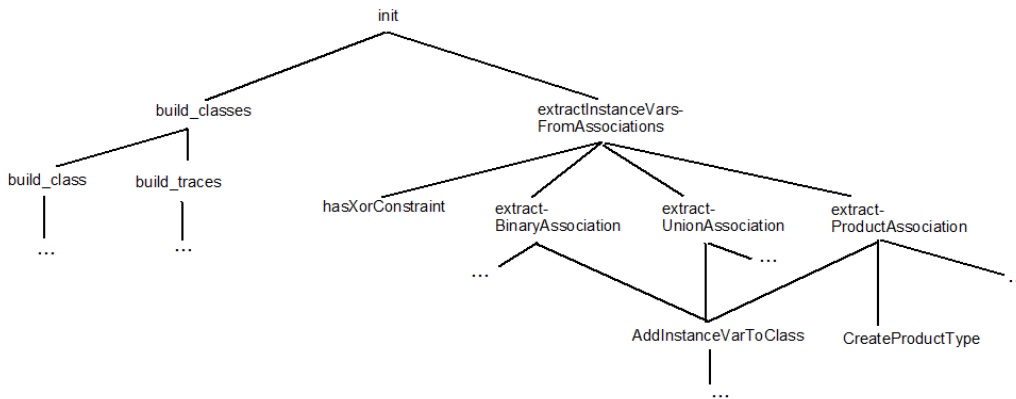 init
build_classes
extractInstanceVars-
FromAssociations
build_class
build_traces
hasXorConstraint
extract-
BinaryAssociation
extract-
UnionAssociation
extract-
ProductAssociation
...
...
...
...
...
AddInstanceVarToClass
CreateProductType
...